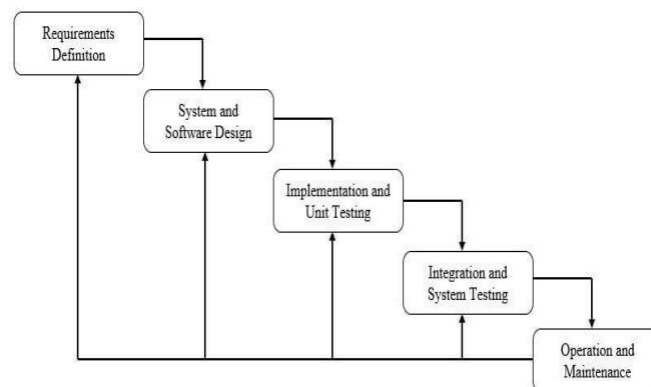 Requirements
Definition
System and
Software Design
Implementation and
Unit Testing
Integration and
System Testing
Operation and
Maintenance